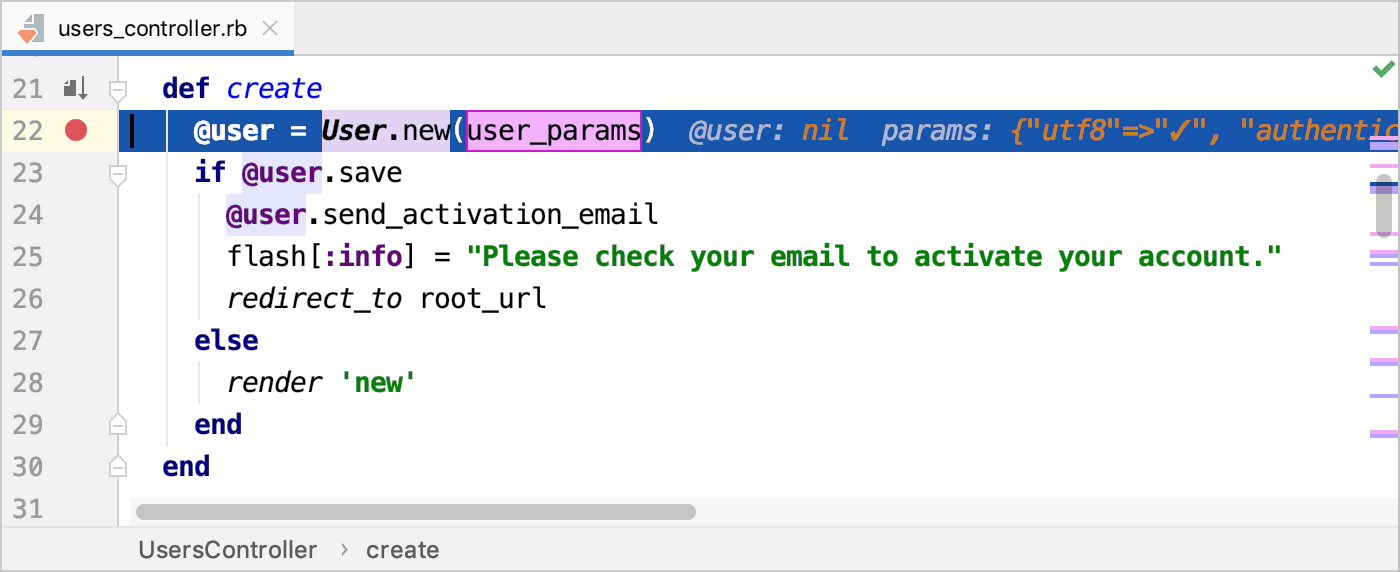 users_controller.rb
21 def create
22 @user = User.new(user_params) @user: nil params: {"utf8"=>"✓", "authentic
23 if @user.save
24 @user.send_activation_email
25 flash[:info] = "Please check your email to activate your account."
26 redirect_to root_url
27 else
28 render 'new'
29 end
30 end
31
UsersController › create